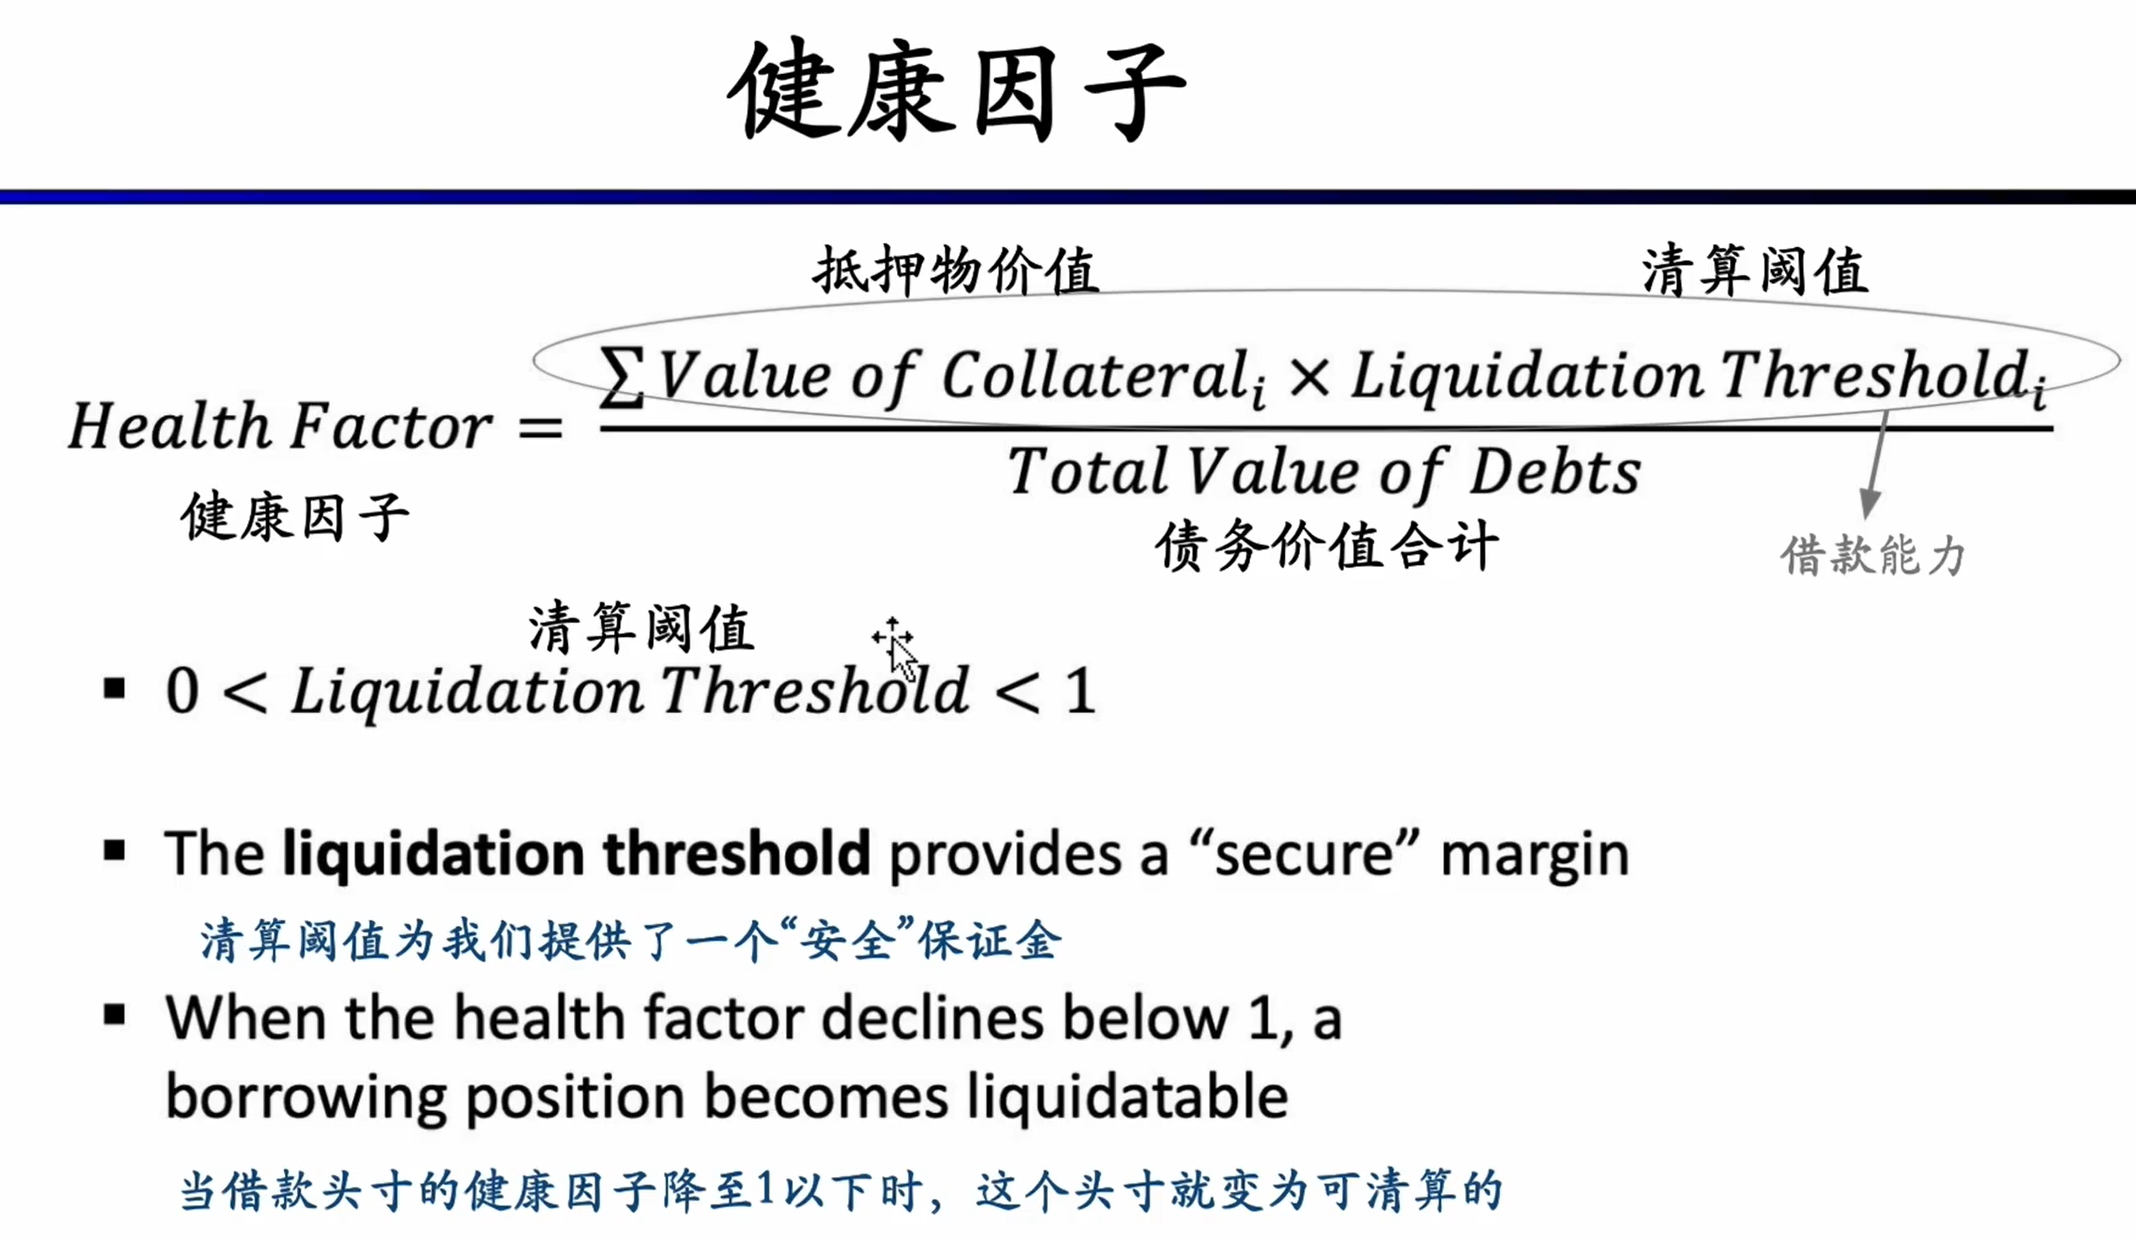 健康因子
抵押物价值 清算阈值
Health Factor = ∑ Value of Collateral_i × Liquidation Threshold_i
Total Value of Debts
健康因子
债务价值合计
借款能力
清算阈值
▪ 0 < Liquidation Threshold < 1
▪ The liquidation threshold provides a “secure” margin
清算阈值为我们提供了一个“安全”保证金
▪ When the health factor declines below 1, a
borrowing position becomes liquidatable
当借款头寸的健康因子降至1以下时，这个头寸就变为可清算的